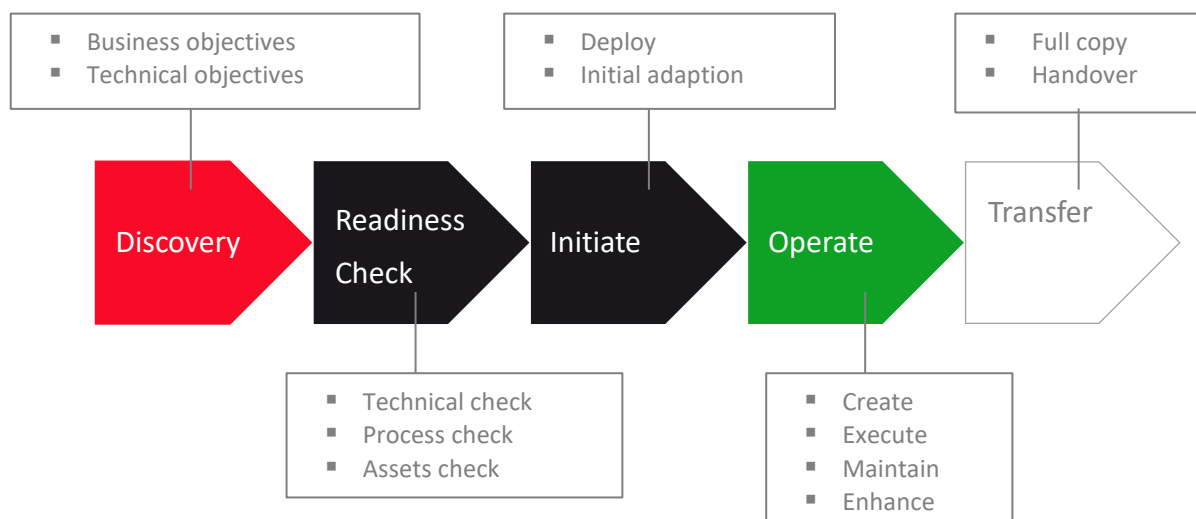 Business objectives
Technical objectives
Deploy
Initial adaption
Full copy
Handover
Discovery
Readiness
Check
Initiate
Operate
Transfer
Technical check
Process check
Assets check
Create
Execute
Maintain
Enhance